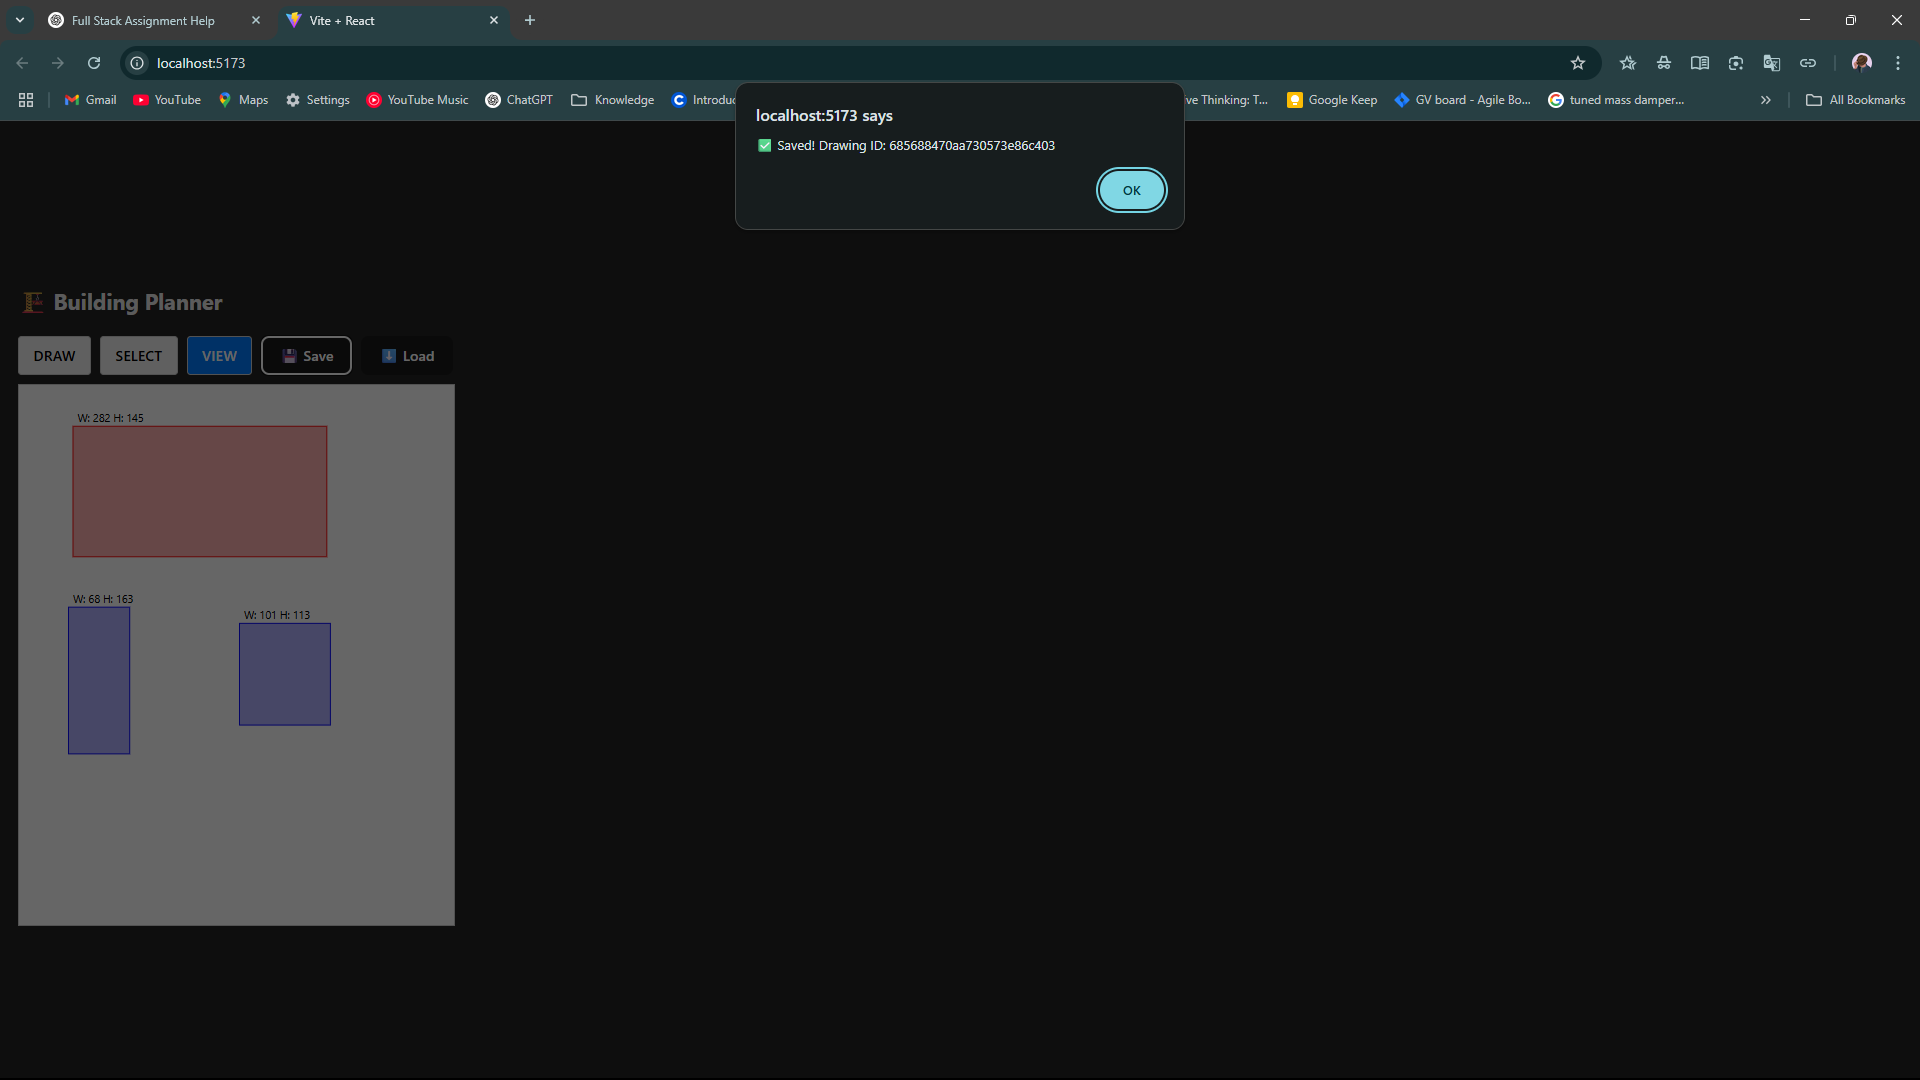 Full Stack Assignment Help
Vite + React
localhost:5173
Gmail
YouTube
Maps
Settings
YouTube Music
ChatGPT
Knowledge
Introduc
ve Thinking: T...
Google Keep
GV board - Agile Bo...
tuned mass damper...
All Bookmarks
localhost:5173 says
✅ Saved! Drawing ID: 685688470aa730573e86c403
OK
🏗️ Building Planner
DRAW
SELECT
VIEW
💾 Save
⬇️ Load
W: 282 H: 145
W: 68 H: 163
W: 101 H: 113